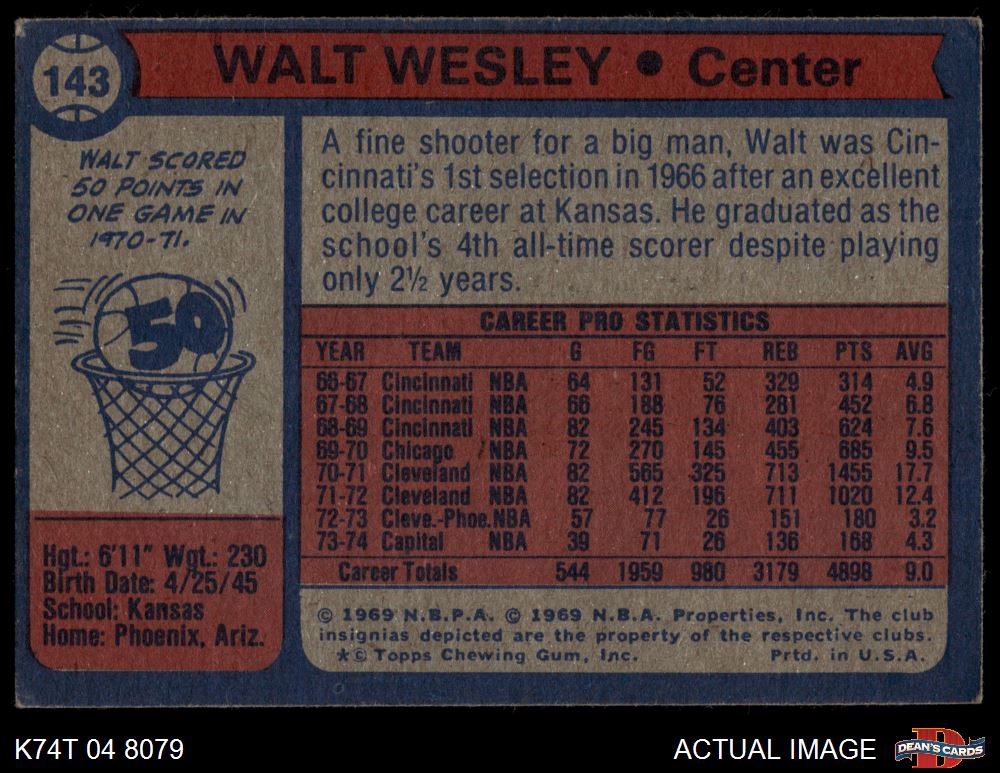 143
WALT WESLEY • Center
WALT SCORED
50 POINTS IN
ONE GAME IN
1970-71.
50
Hgt.: 6'11" Wgt.: 230
Birth Date: 4/25/45
School: Kansas
Home: Phoenix, Ariz.
A fine shooter for a big man, Walt was Cin-
cinnati's 1st selection in 1966 after an excellent
college career at Kansas. He graduated as the
school's 4th all-time scorer despite playing
only 2½ years.
CAREER PRO STATISTICS
YEAR TEAM G FG FT REB PTS AVG
66-67 Cincinnati NBA 64 131 52 329 314 4.9
67-68 Cincinnati NBA 66 188 76 281 452 6.8
68-69 Cincinnati NBA 82 245 134 403 624 7.6
69-70 Chicago NBA 72 270 145 455 685 9.5
70-71 Cleveland NBA 82 565 325 713 1455 17.7
71-72 Cleveland NBA 82 412 196 711 1020 12.4
72-73 Cleve.-Phoe. NBA 57 77 26 151 180 3.2
73-74 Capital NBA 39 71 26 136 168 4.3
Career Totals 544 1959 980 3179 4898 9.0
© 1969 N.B.P.A. © 1969 N.B.A. Properties, Inc. The club
insignias depicted are the property of the respective clubs.
*© Topps Chewing Gum, Inc. Prtd. in U.S.A.
K74T 04 8079
ACTUAL IMAGE
D
DEAN'S CARDS